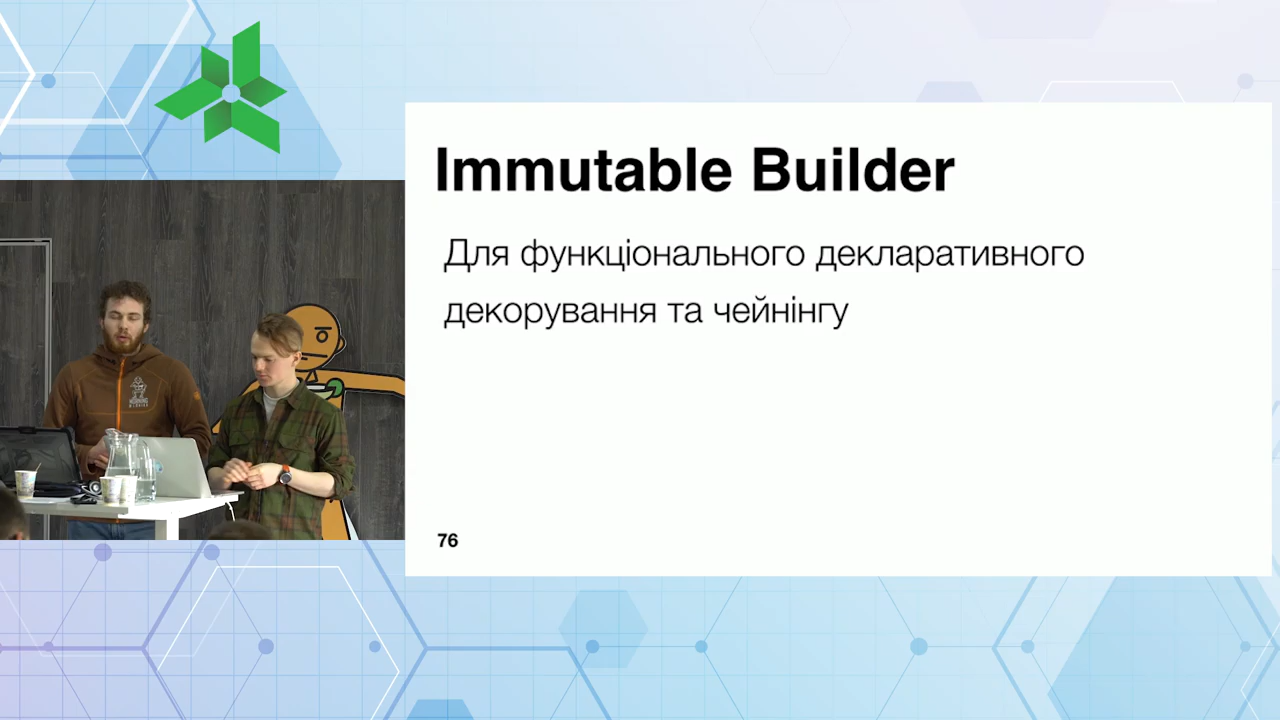 Immutable Builder
Для функціонального декларативного
декорування та чейнінгу
76